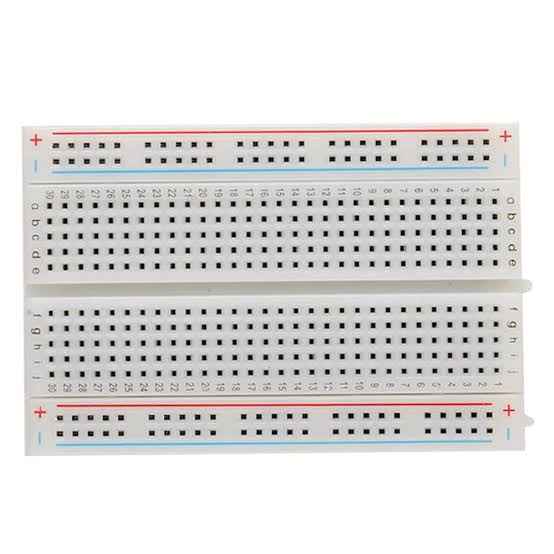 + +
− −
30 29 28 27 26 25 24 23 22 21 20 19 18 17 16 15 14 13 12 11 10 9 8 7 6 5 4 3 2 1
a a
b b
c c
d d
e e
f f
g g
h h
i i
j j
30 29 28 27 26 25 24 23 22 21 20 19 18 17 16 15 14 13 12 11 10 9 8 7 6 5 4 3 2 1
+ +
− −